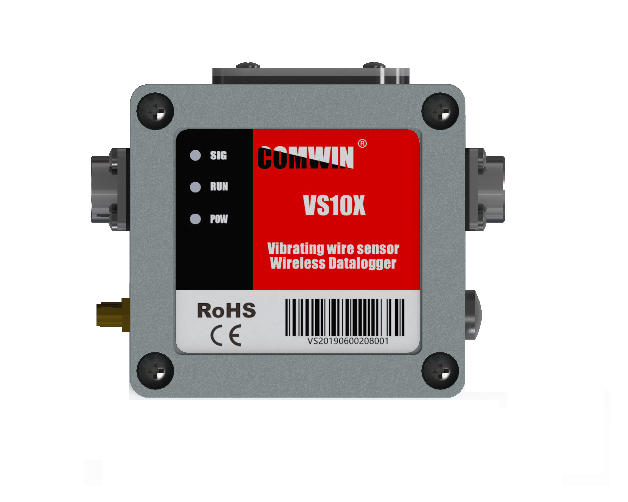 SIG
RUN
POW
COMWIN®
VS10X
Vibrating wire sensor
Wireless Datalogger
RoHS
CE
VS20190600208001